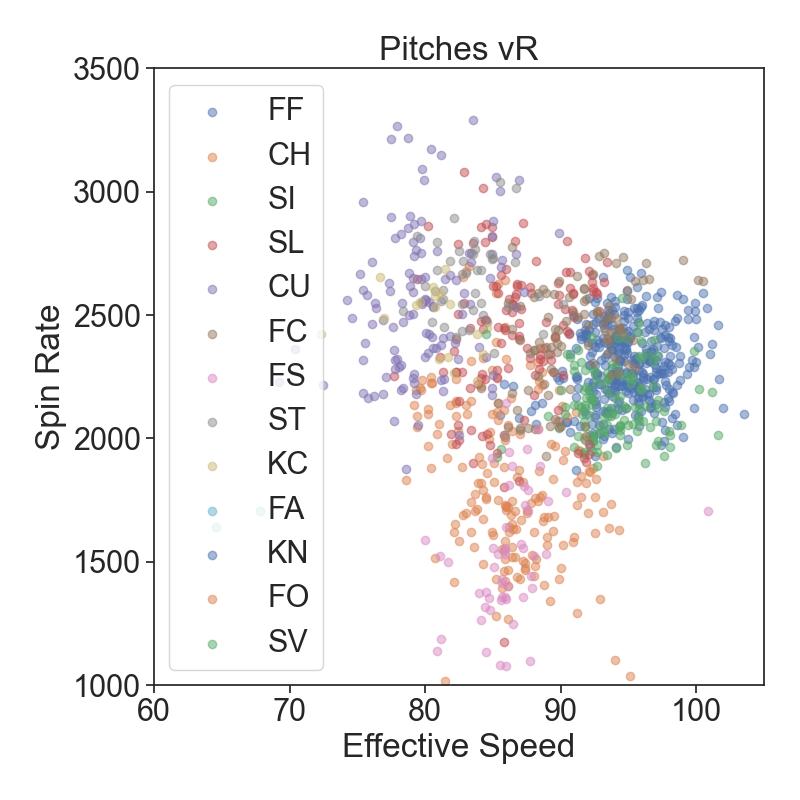 Pitches vR
3500
3000
2500
2000
1500
1000
Spin Rate
FF
CH
SI
SL
CU
FC
FS
ST
KC
FA
KN
FO
SV
60 70 80 90 100
Effective Speed